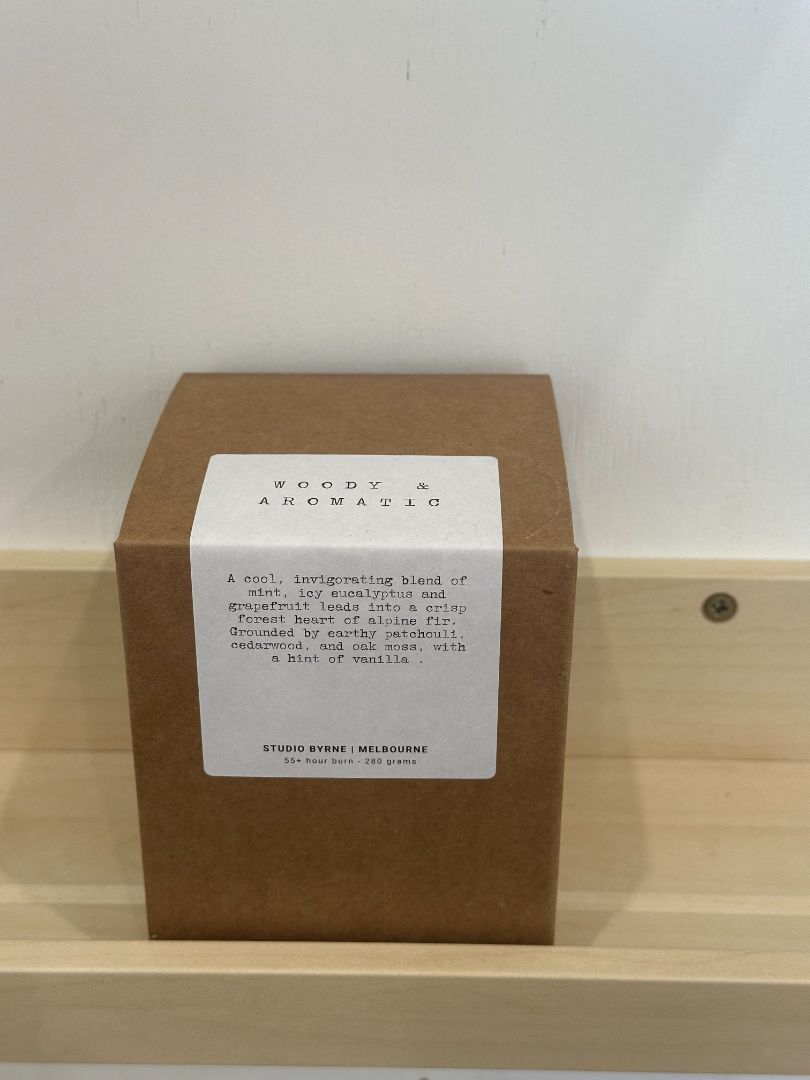 WOODY &
AROMATIC
A cool, invigorating blend of
mint, icy eucalyptus and
grapefruit leads into a crisp
forest heart of alpine fir.
Grounded by earthy patchouli,
cedarwood, and oak moss, with
a hint of vanilla .
STUDIO BYRNE | MELBOURNE
55+ hour burn - 280 grams